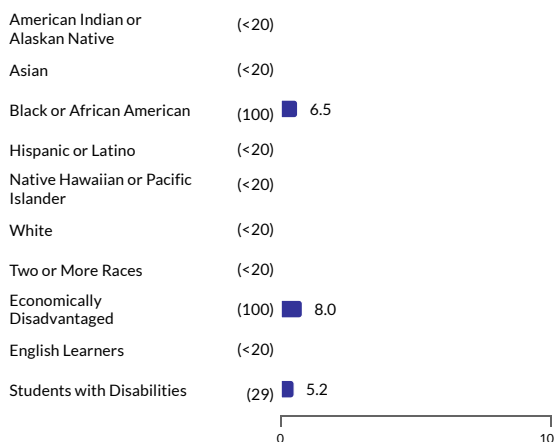 American Indian or
Alaskan Native (<20)
Asian (<20)
Black or African American (100) 6.5
Hispanic or Latino (<20)
Native Hawaiian or Pacific
Islander (<20)
White (<20)
Two or More Races (<20)
Economically
Disadvantaged (100) 8.0
English Learners (<20)
Students with Disabilities (29) 5.2
0 10